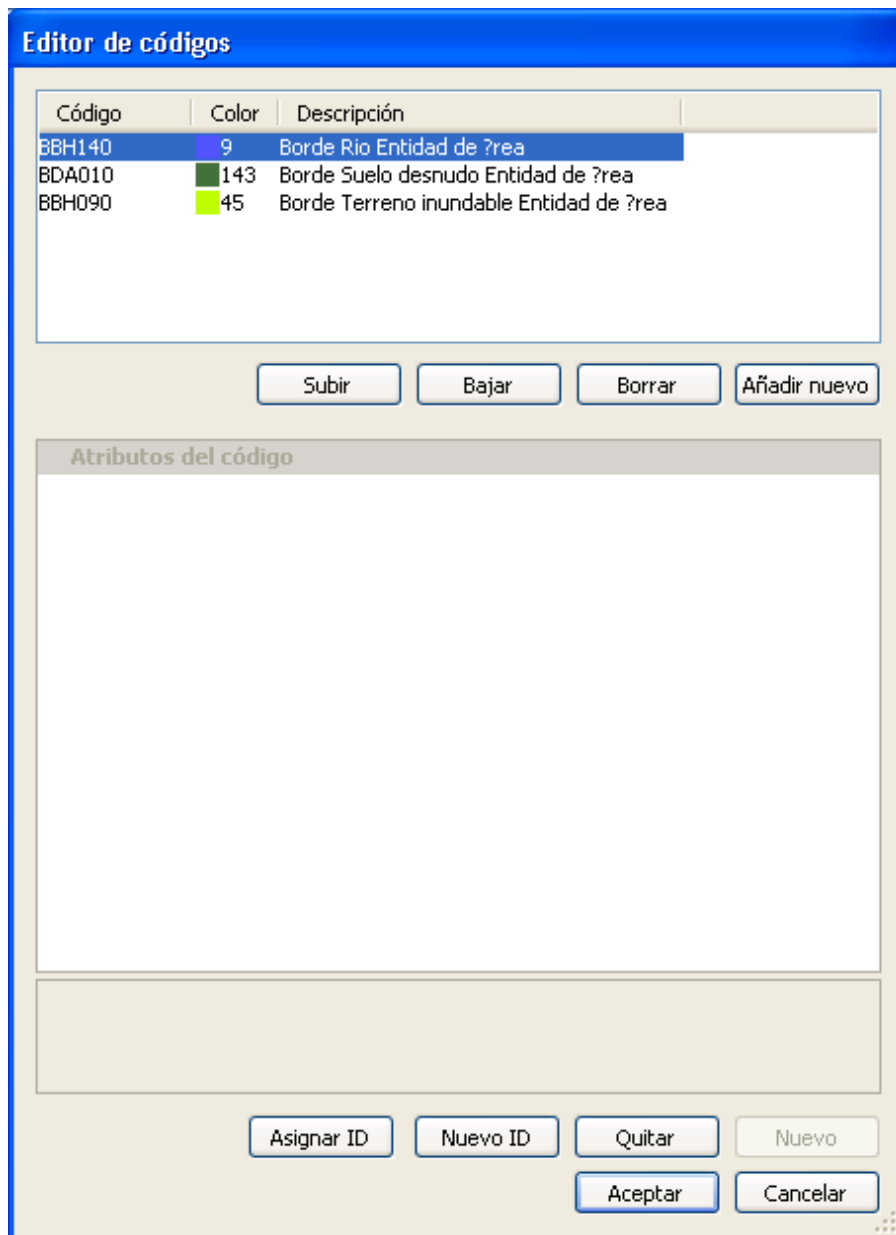 Editor de códigos
Código Color Descripción
BBH140 9 Borde Rio Entidad de ?rea
BDA010 143 Borde Suelo desnudo Entidad de ?rea
BBH090 45 Borde Terreno inundable Entidad de ?rea
Subir Bajar Borrar Añadir nuevo
Atributos del código
Asignar ID Nuevo ID Quitar Nuevo
Aceptar Cancelar